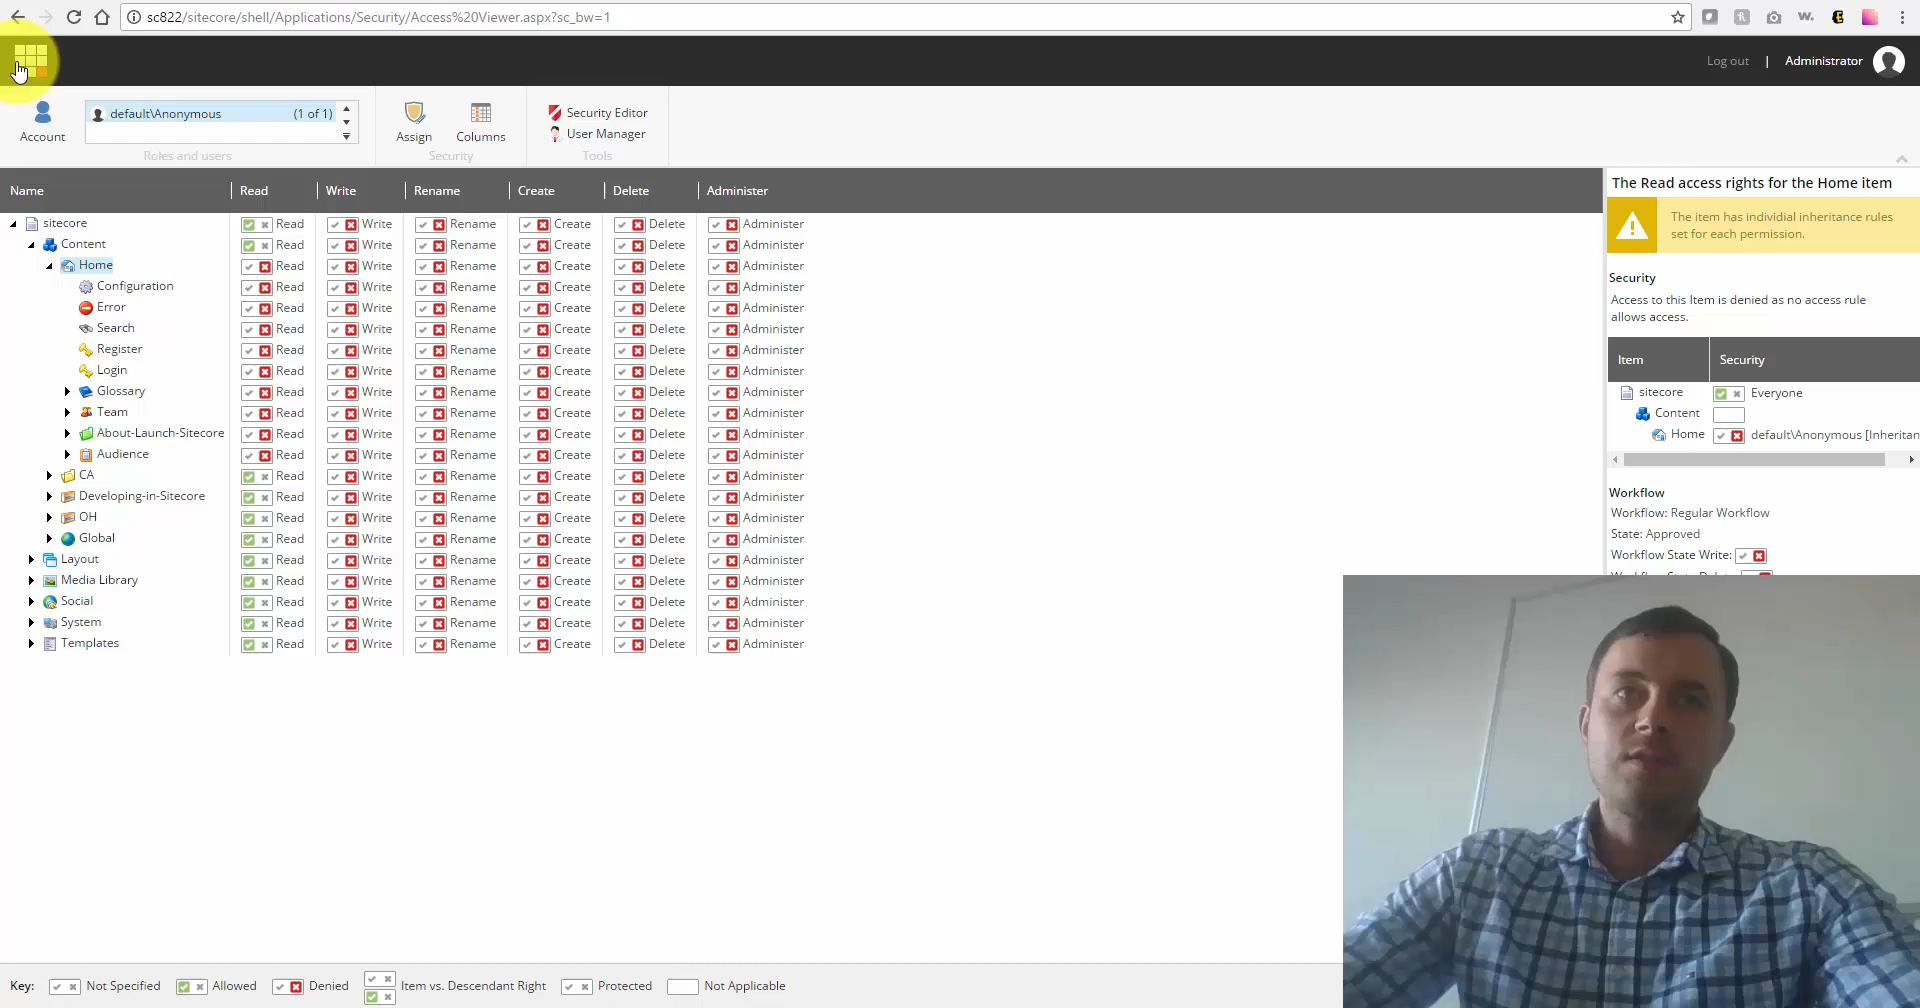 sc822/sitecore/shell/Applications/Security/Access%20Viewer.aspx?sc_bw=1
Log out | Administrator
default\Anonymous (1 of 1)
Account
Roles and users
Assign
Columns
Security
Security Editor
User Manager
Tools
Name Read Write Rename Create Delete Administer
sitecore Read Write Rename Create Delete Administer
Content Read Write Rename Create Delete Administer
Home Read Write Rename Create Delete Administer
Configuration Read Write Rename Create Delete Administer
Error Read Write Rename Create Delete Administer
Search Read Write Rename Create Delete Administer
Register Read Write Rename Create Delete Administer
Login Read Write Rename Create Delete Administer
Glossary Read Write Rename Create Delete Administer
Team Read Write Rename Create Delete Administer
About-Launch-Sitecore Read Write Rename Create Delete Administer
Audience Read Write Rename Create Delete Administer
CA Read Write Rename Create Delete Administer
Developing-in-Sitecore Read Write Rename Create Delete Administer
OH Read Write Rename Create Delete Administer
Global Read Write Rename Create Delete Administer
Layout Read Write Rename Create Delete Administer
Media Library Read Write Rename Create Delete Administer
Social Read Write Rename Create Delete Administer
System Read Write Rename Create Delete Administer
Templates Read Write Rename Create Delete Administer
The Read access rights for the Home item
The item has individial inheritance rules
set for each permission.
Security
Access to this Item is denied as no access rule
allows access.
Item Security
sitecore Everyone
Content
Home default\Anonymous [Inheritan
Workflow
Workflow: Regular Workflow
State: Approved
Workflow State Write:
Key: Not Specified Allowed Denied Item vs. Descendant Right Protected Not Applicable